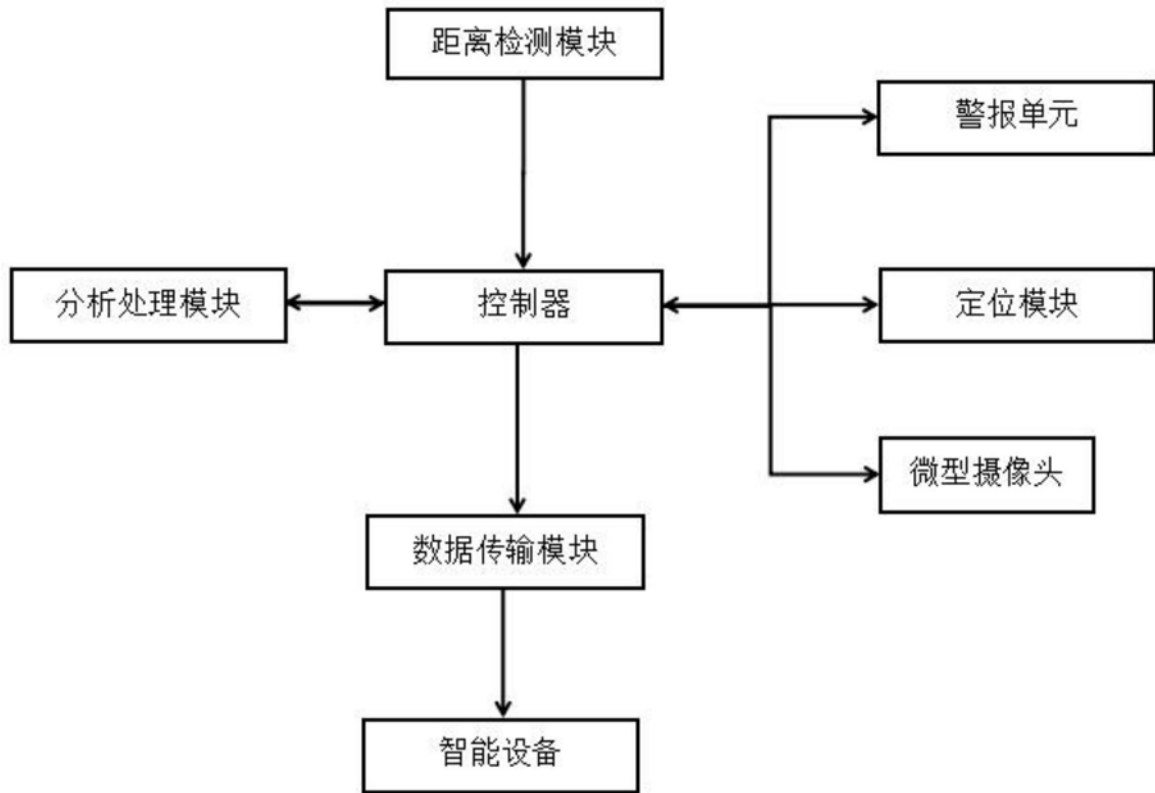 距离检测模块
警报单元
分析处理模块
控制器
定位模块
微型摄像头
数据传输模块
智能设备